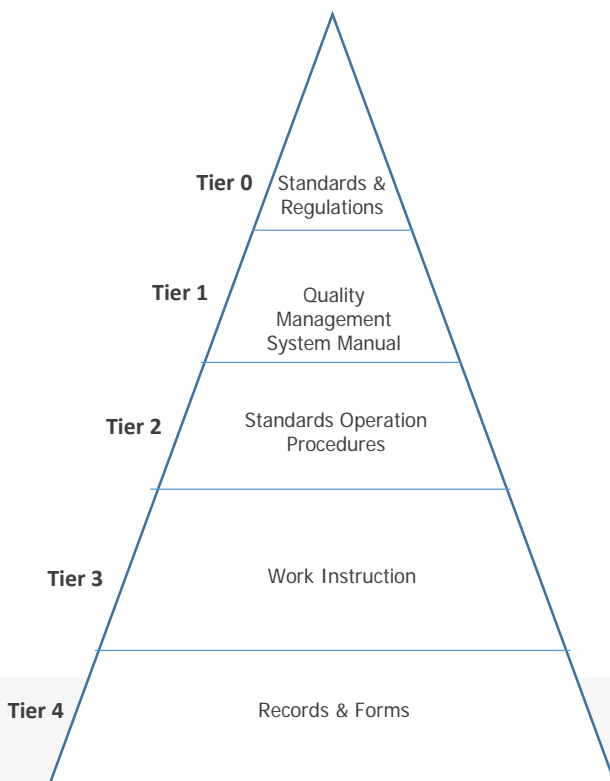 Tier 0
Standards &
Regulations
Tier 1
Quality
Management
System Manual
Tier 2
Standards Operation
Procedures
Tier 3
Work Instruction
Tier 4
Records & Forms